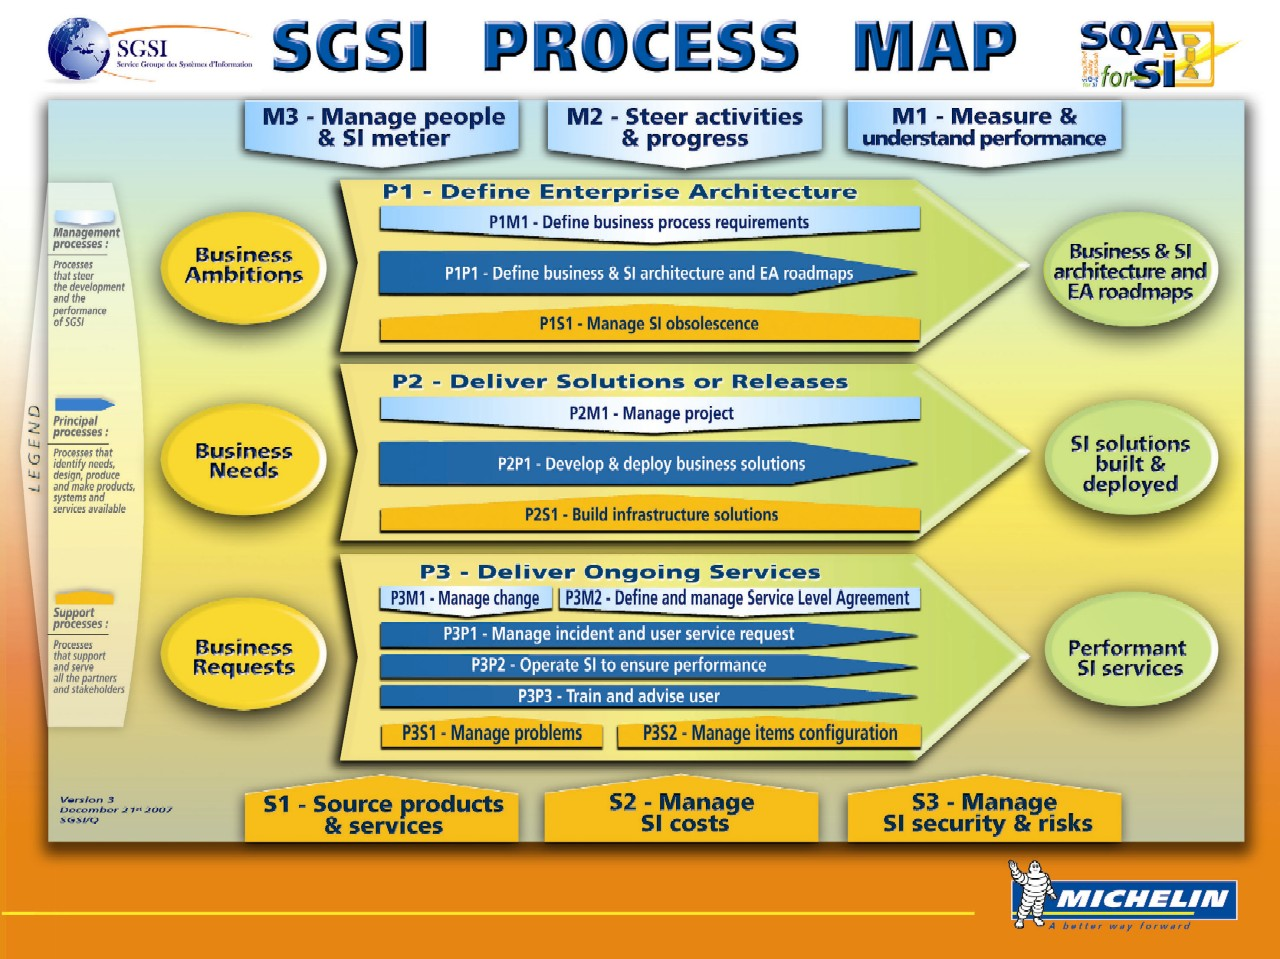 SGSI
Service Groupe des Systèmes d'Information
SGSI PROCESS MAP
SQA
for SI
M3 - Manage people
& SI metier
M2 - Steer activities
& progress
M1 - Measure &
understand performance
LEGEND
Management
processes :
Processes
that steer
the development
and the
performance
of SGSI
Principal
processes :
Processes that
identify needs,
design, produce
and make products,
systems and
services available
Support
processes :
Processes
that support
and serve
all the partners
and stakeholders
Business
Ambitions
P1 - Define Enterprise Architecture
P1M1 - Define business process requirements
P1P1 - Define business & SI architecture and EA roadmaps
P1S1 - Manage SI obsolescence
Business & SI
architecture and
EA roadmaps
Business
Needs
P2 - Deliver Solutions or Releases
P2M1 - Manage project
P2P1 - Develop & deploy business solutions
P2S1 - Build infrastructure solutions
SI solutions
built &
deployed
Business
Requests
P3 - Deliver Ongoing Services
P3M1 - Manage change
P3M2 - Define and manage Service Level Agreement
P3P1 - Manage incident and user service request
P3P2 - Operate SI to ensure performance
P3P3 - Train and advise user
P3S1 - Manage problems
P3S2 - Manage items configuration
Performant
SI services
Version 3
December 21st 2007
SGSI/Q
S1 - Source products
& services
S2 - Manage
SI costs
S3 - Manage
SI security & risks
MICHELIN
A better way forward